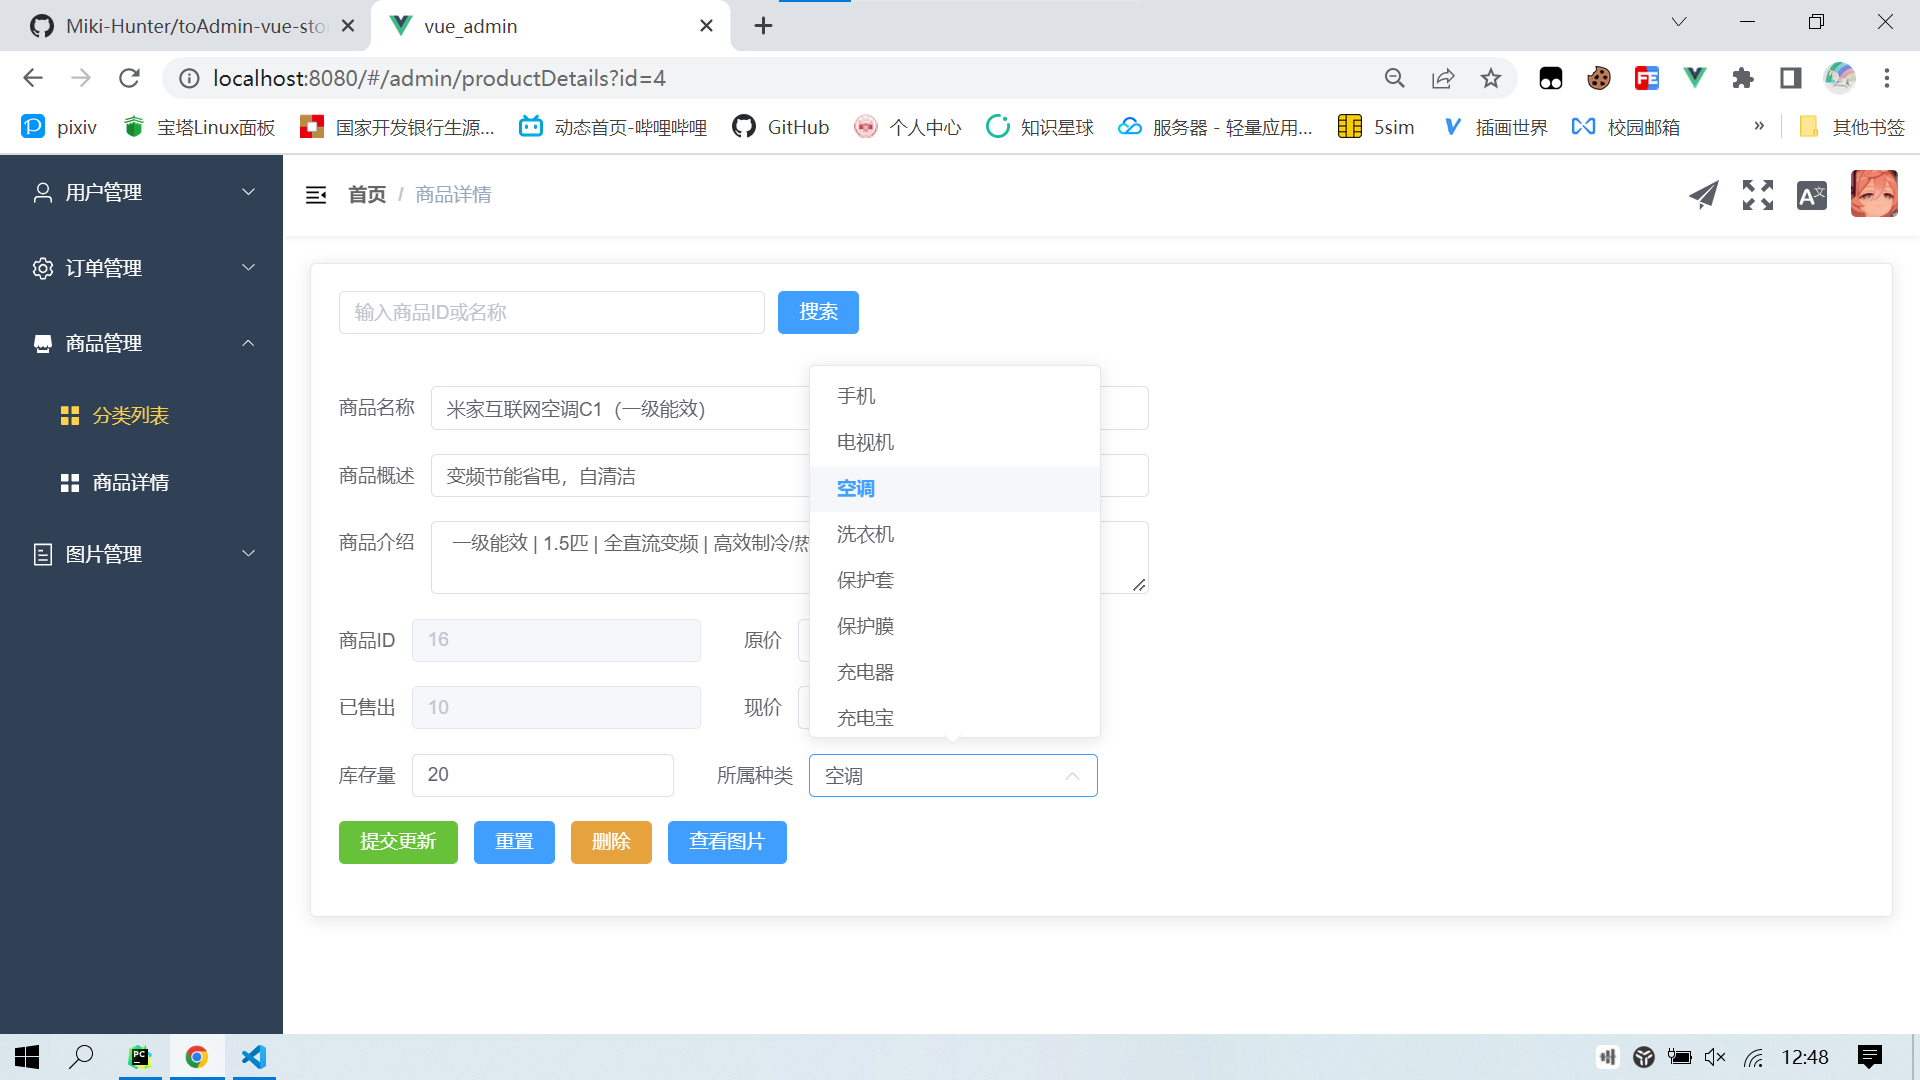 Miki-Hunter/toAdmin-vue-sto
vue_admin
localhost:8080/#/admin/productDetails?id=4
pixiv
宝塔Linux面板
国家开发银行生源...
动态首页-哔哩哔哩
GitHub
个人中心
知识星球
服务器 - 轻量应用...
5sim
插画世界
校园邮箱
»
其他书签
用户管理
订单管理
商品管理
分类列表
商品详情
图片管理
首页 / 商品详情
输入商品ID或名称
搜索
商品名称
米家互联网空调C1（一级能效）
商品概述
变频节能省电，自清洁
商品介绍
一级能效 | 1.5匹 | 全直流变频 | 高效制冷/热
手机
电视机
空调
洗衣机
保护套
保护膜
充电器
充电宝
商品ID
16
原价
已售出
10
现价
库存量
20
所属种类
空调
提交更新
重置
删除
查看图片
12:48